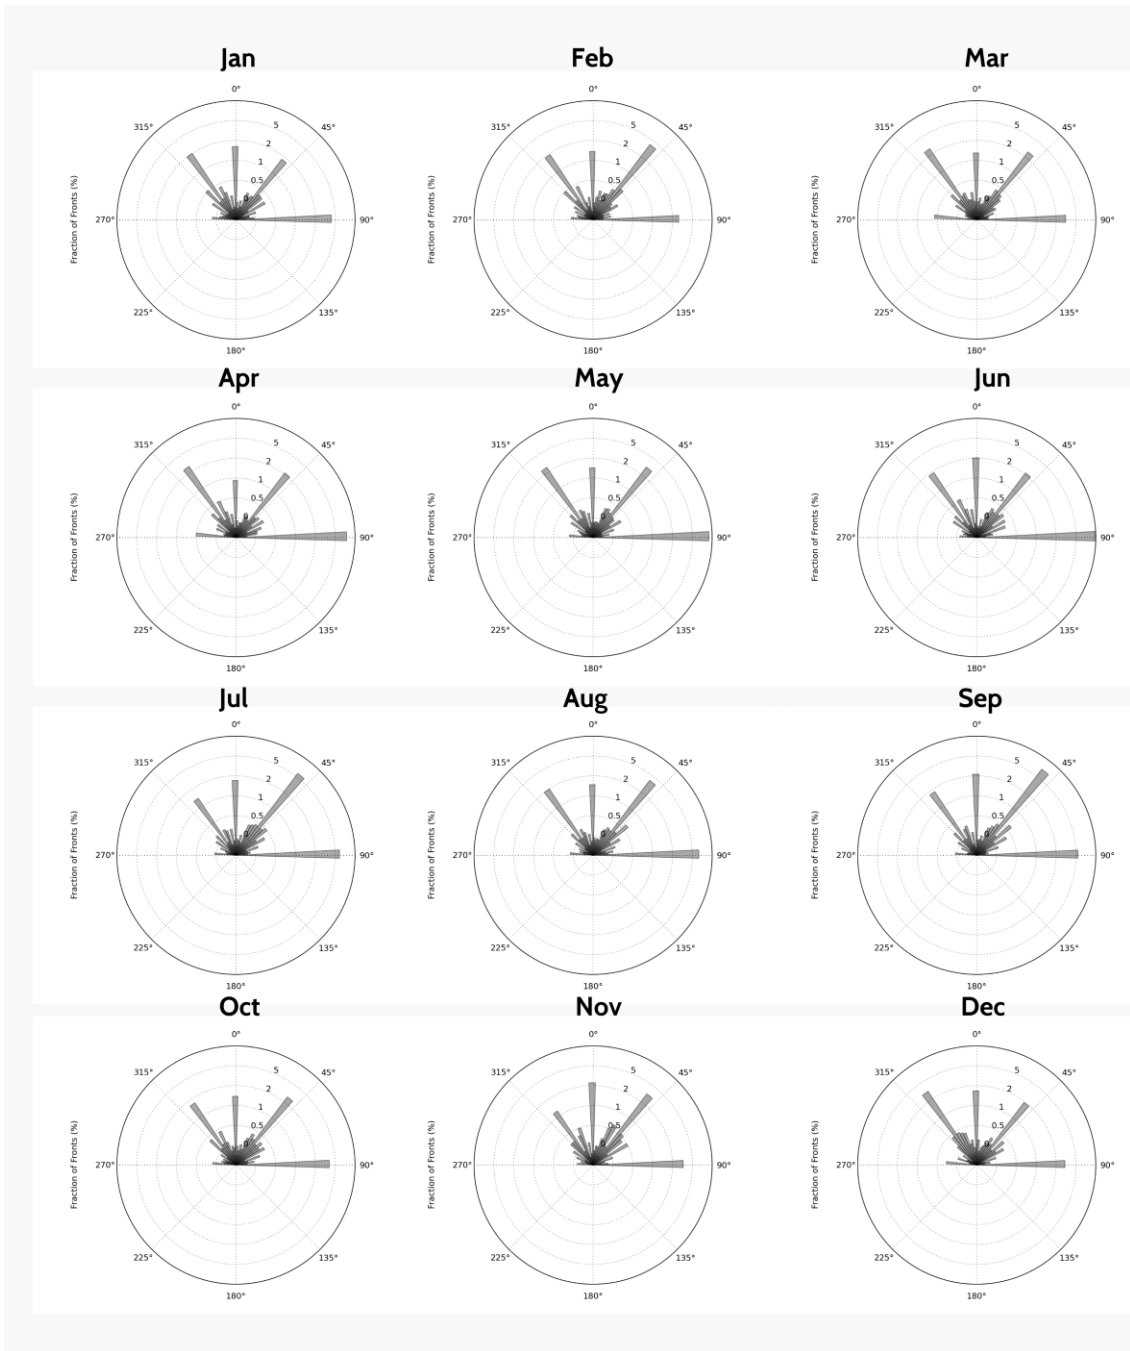 Jan Feb Mar
0° 0° 0°
315° 5 45° 315° 5 45° 315° 5 45°
2 2 2
1 1 1
0.5 0.5 0.5
0 0 0
Fraction of Fronts (%) Fraction of Fronts (%) Fraction of Fronts (%)
270° 90° 270° 90° 270° 90°
225° 135° 225° 135° 225° 135°
180° 180° 180°
Apr May Jun
0° 0° 0°
315° 5 45° 315° 5 45° 315° 5 45°
2 2 2
1 1 1
0.5 0.5 0.5
0 0 0
Fraction of Fronts (%) Fraction of Fronts (%) Fraction of Fronts (%)
270° 90° 270° 90° 270° 90°
225° 135° 225° 135° 225° 135°
180° 180° 180°
Jul Aug Sep
0° 0° 0°
315° 5 45° 315° 5 45° 315° 5 45°
2 2 2
1 1 1
0.5 0.5 0.5
0 0 0
Fraction of Fronts (%) Fraction of Fronts (%) Fraction of Fronts (%)
270° 90° 270° 90° 270° 90°
225° 135° 225° 135° 225° 135°
180° 180° 180°
Oct Nov Dec
0° 0° 0°
315° 5 45° 315° 5 45° 315° 5 45°
2 2 2
1 1 1
0.5 0.5 0.5
0 0 0
Fraction of Fronts (%) Fraction of Fronts (%) Fraction of Fronts (%)
270° 90° 270° 90° 270° 90°
225° 135° 225° 135° 225° 135°
180° 180° 180°